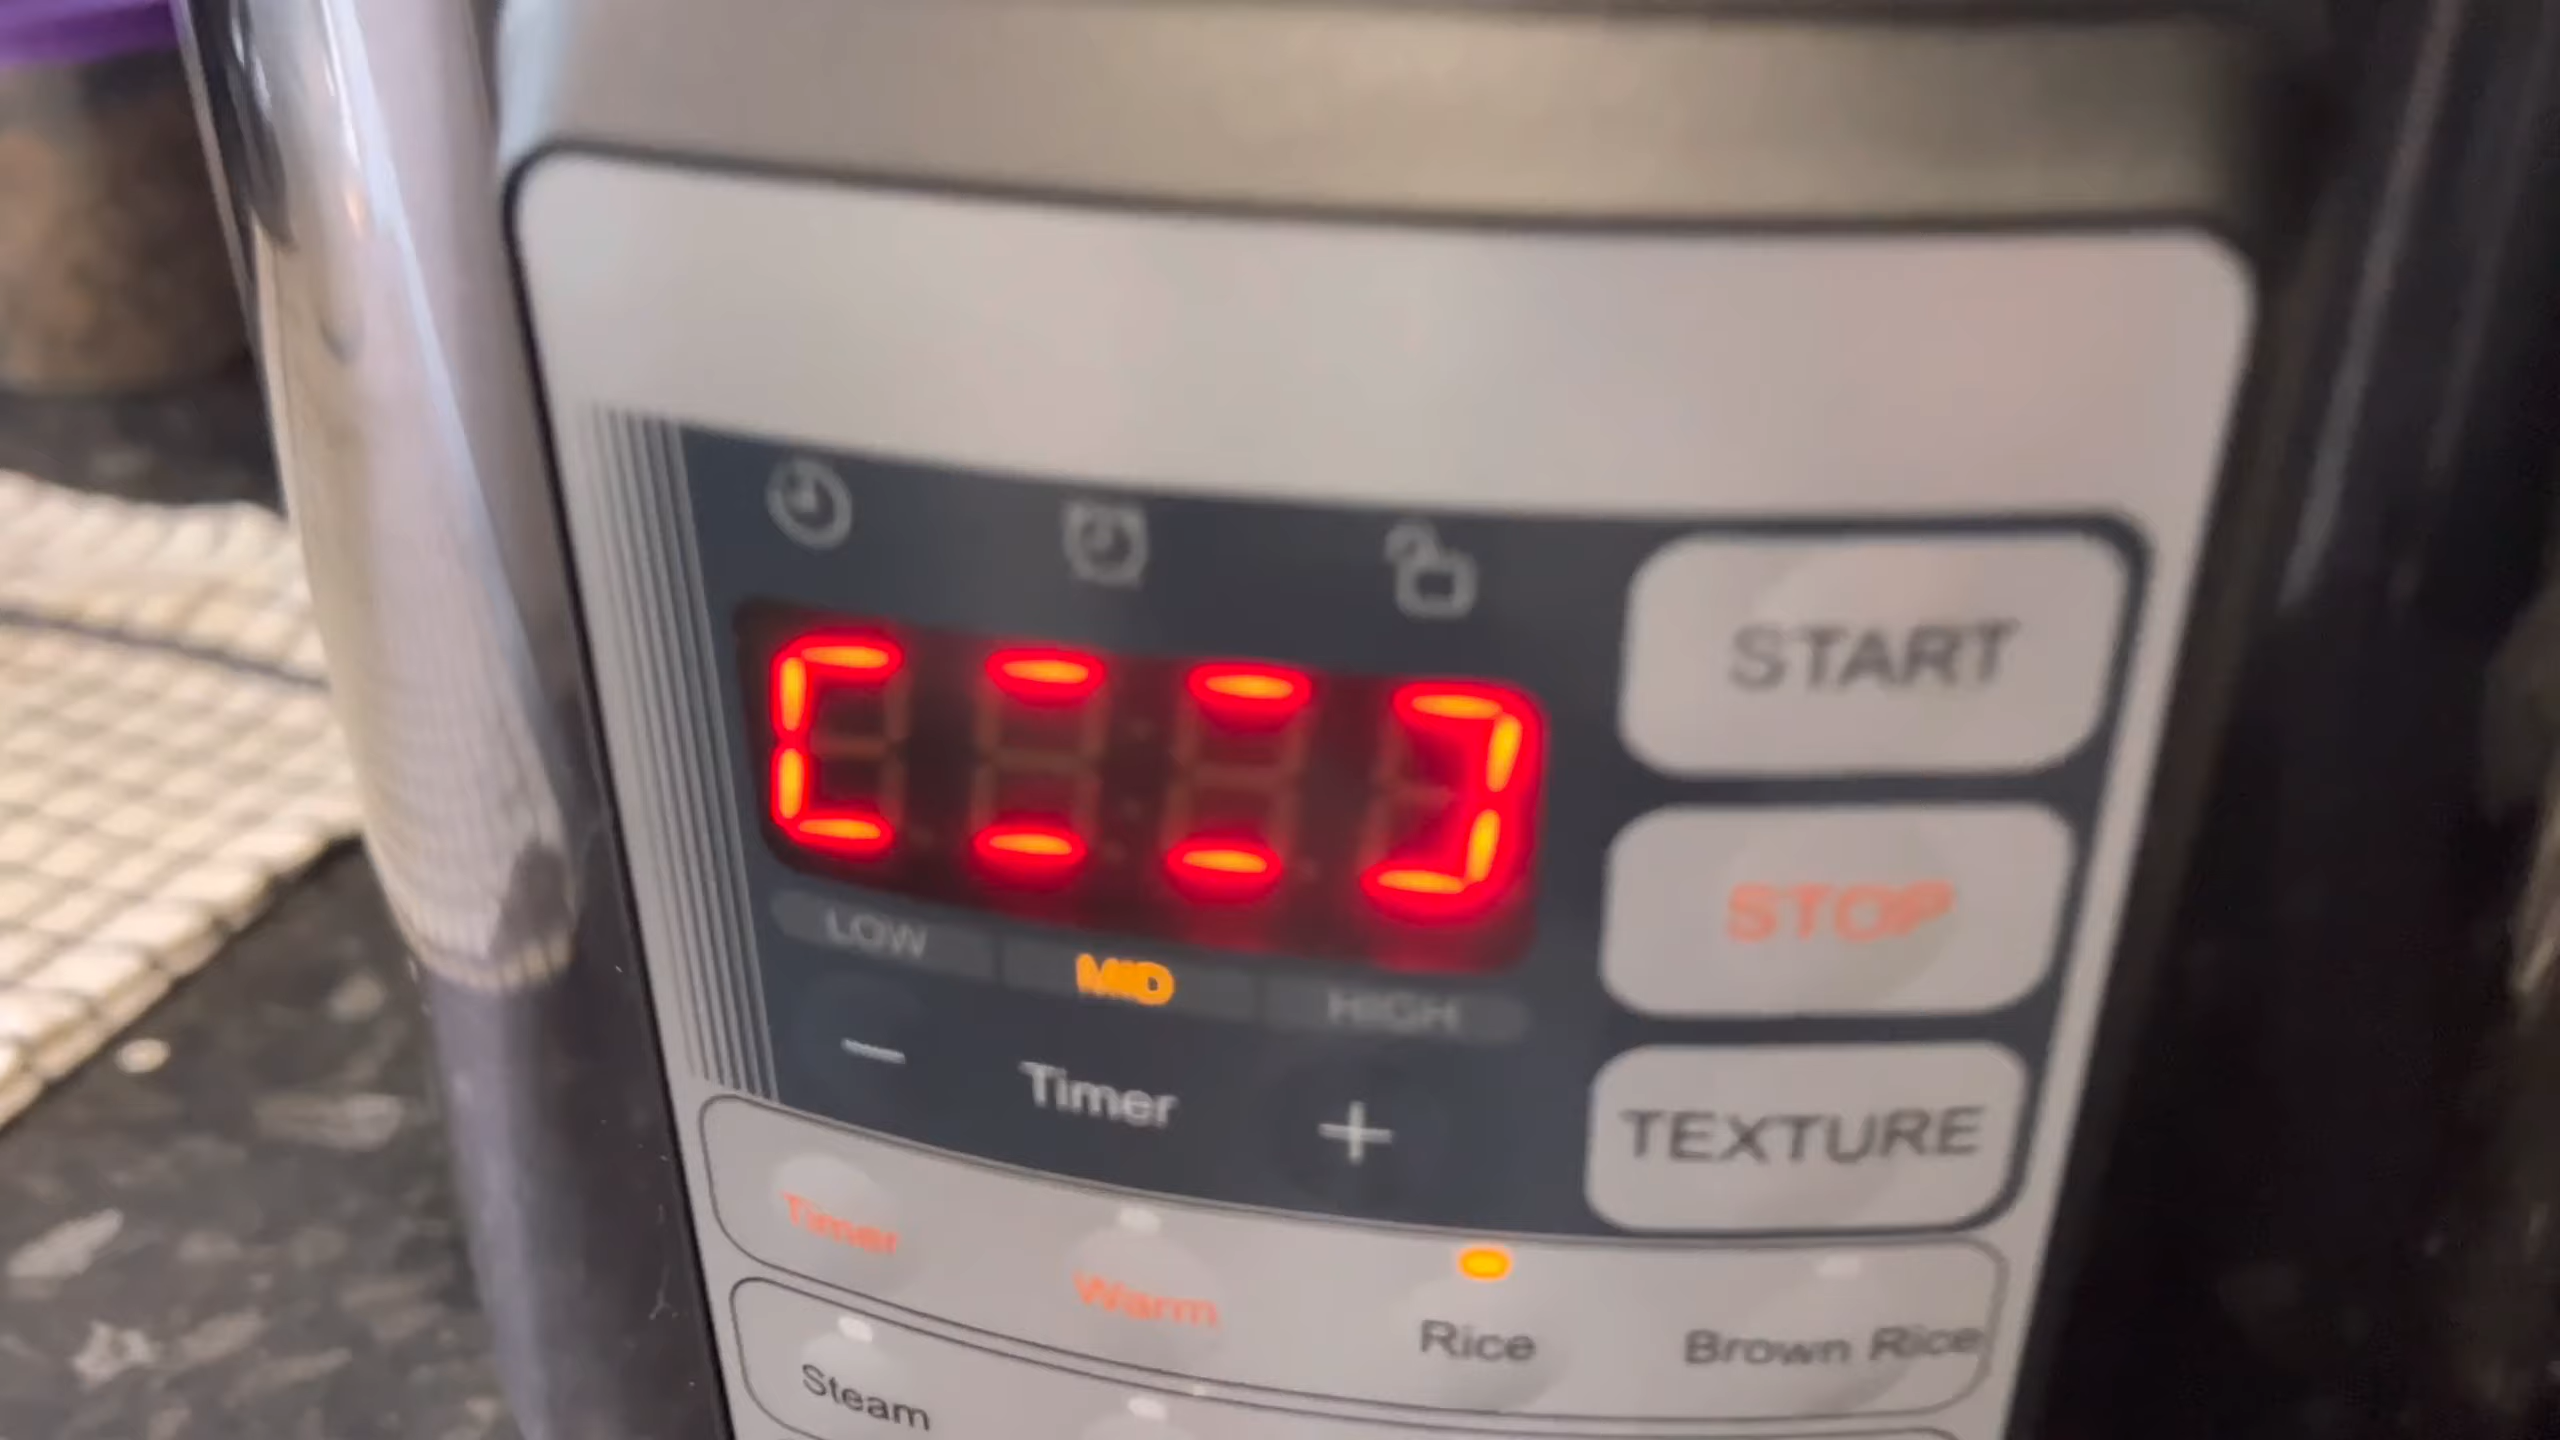 START
STOP
LOW MID HIGH
− Timer +
TEXTURE
Timer Warm Rice Brown Rice
Steam